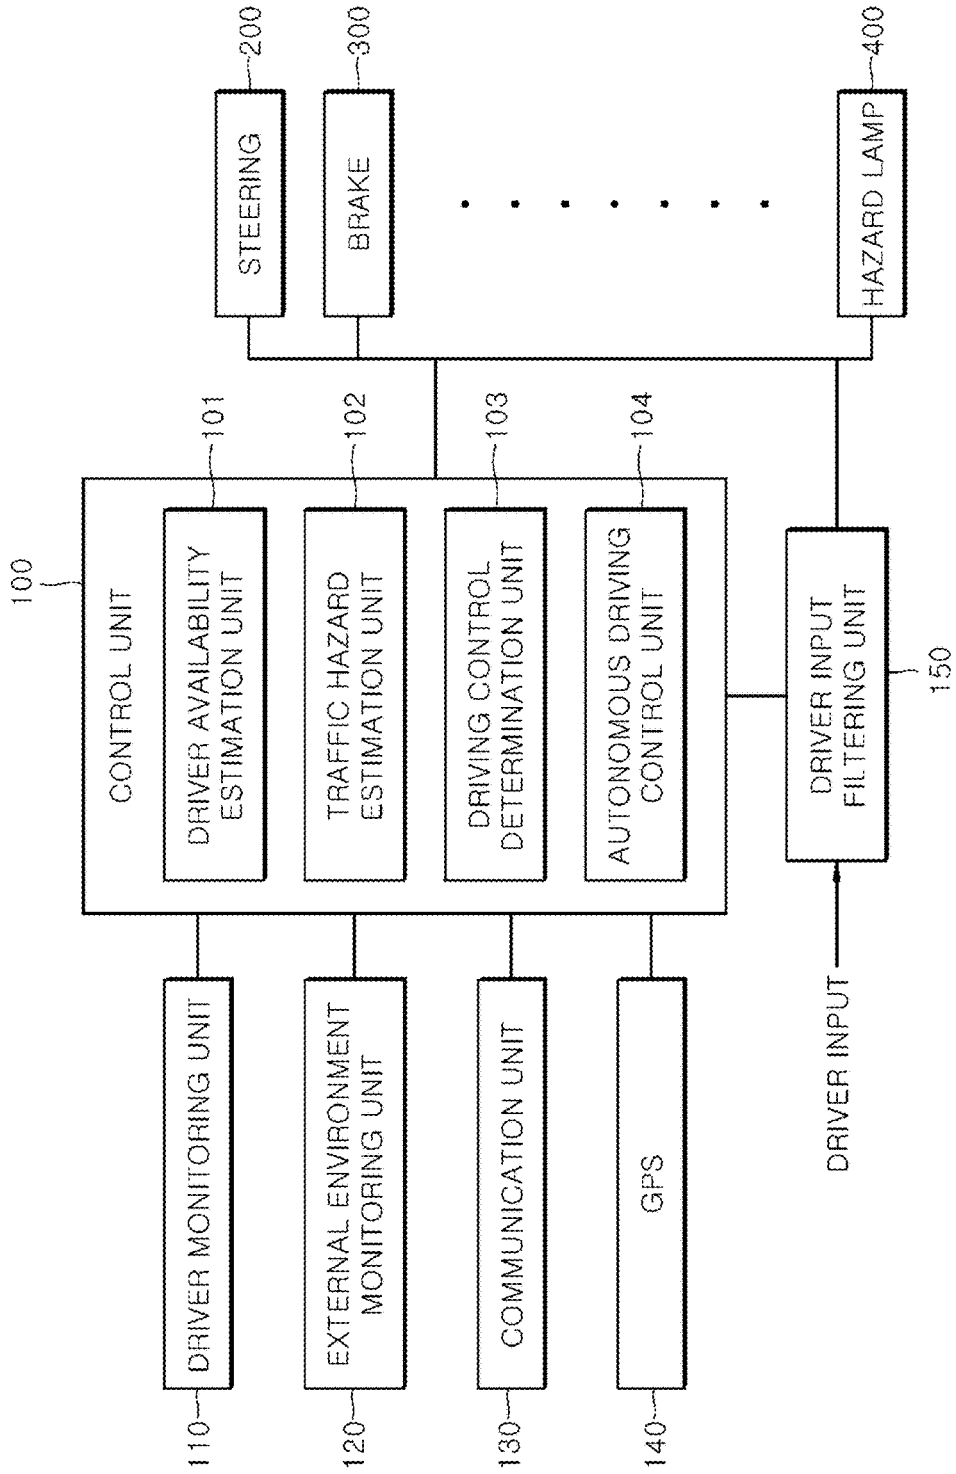 100
CONTROL UNIT
110
DRIVER MONITORING UNIT
DRIVER AVAILABILITY
ESTIMATION UNIT
101
STEERING
200
120
EXTERNAL ENVIRONMENT
MONITORING UNIT
TRAFFIC HAZARD
ESTIMATION UNIT
102
BRAKE
300
130
COMMUNICATION UNIT
DRIVING CONTROL
DETERMINATION UNIT
103
140
GPS
AUTONOMOUS DRIVING
CONTROL UNIT
104
DRIVER INPUT
DRIVER INPUT
FILTERING UNIT
150
HAZARD LAMP
400